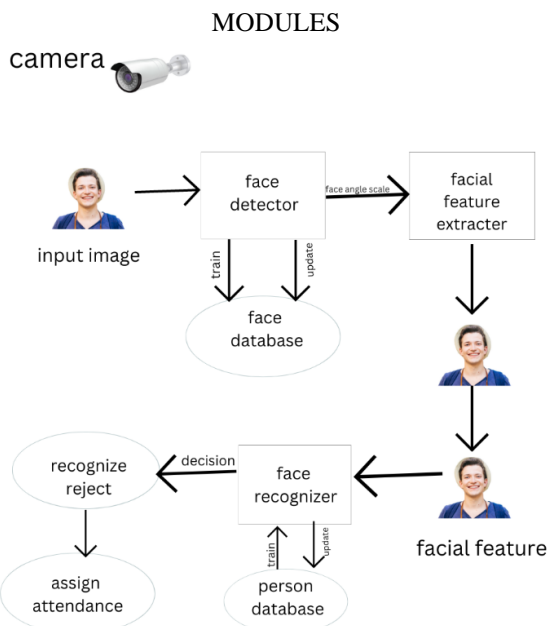 MODULES
camera
face
detector
face angle scale
facial
feature
extracter
input image
train
update
face
database
recognize
reject
decision
face
recognizer
facial feature
train
update
assign
attendance
person
database